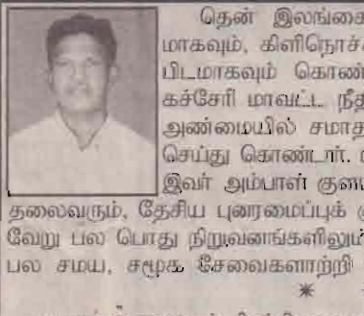 தென் இலங்கை
மாகவும், கிளிநொச்
பிடமாகவும் கொண்
கச்சேரி மாவட்ட நீத
அண்மையில் சமாத
செய்து கொண்டார்.
இவர் அம்பாள் குள
தலைவரும், தேசிய புனரமைப்புக் கு
வேறு பல பொது நிறுவனங்களிலும்
பல சமய, சமூக சேவைகளாற்றி
*